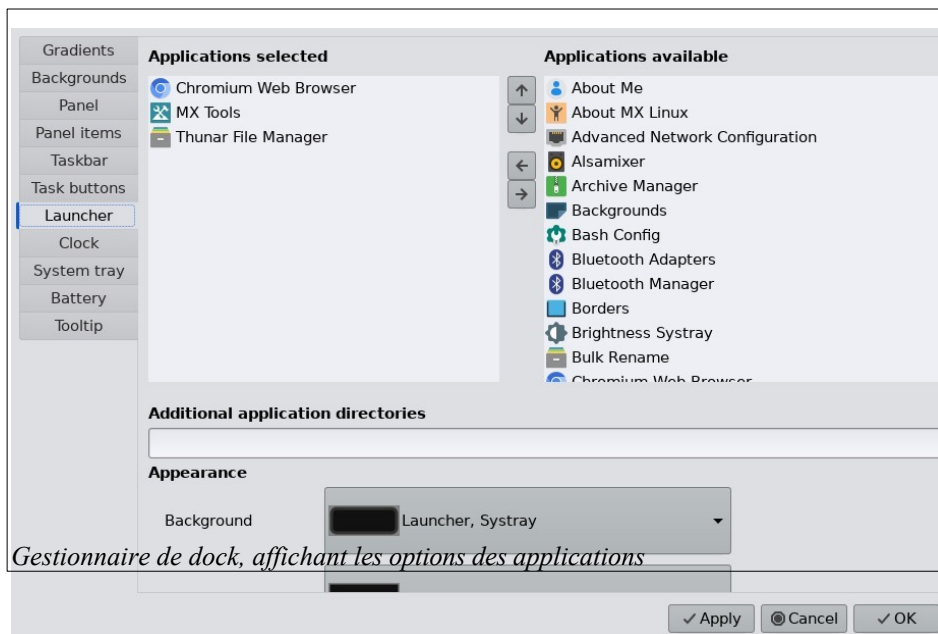 Gradients
Backgrounds
Panel
Panel items
Taskbar
Task buttons
Launcher
Clock
System tray
Battery
Tooltip
Applications selected
Chromium Web Browser
MX Tools
Thunar File Manager
Applications available
About Me
About MX Linux
Advanced Network Configuration
Alsamixer
Archive Manager
Backgrounds
Bash Config
Bluetooth Adapters
Bluetooth Manager
Borders
Brightness Systray
Bulk Rename
Chromium Web Browser
Additional application directories
Appearance
Background
Launcher, Systray
Gestionnaire de dock, affichant les options des applications
Apply
Cancel
OK